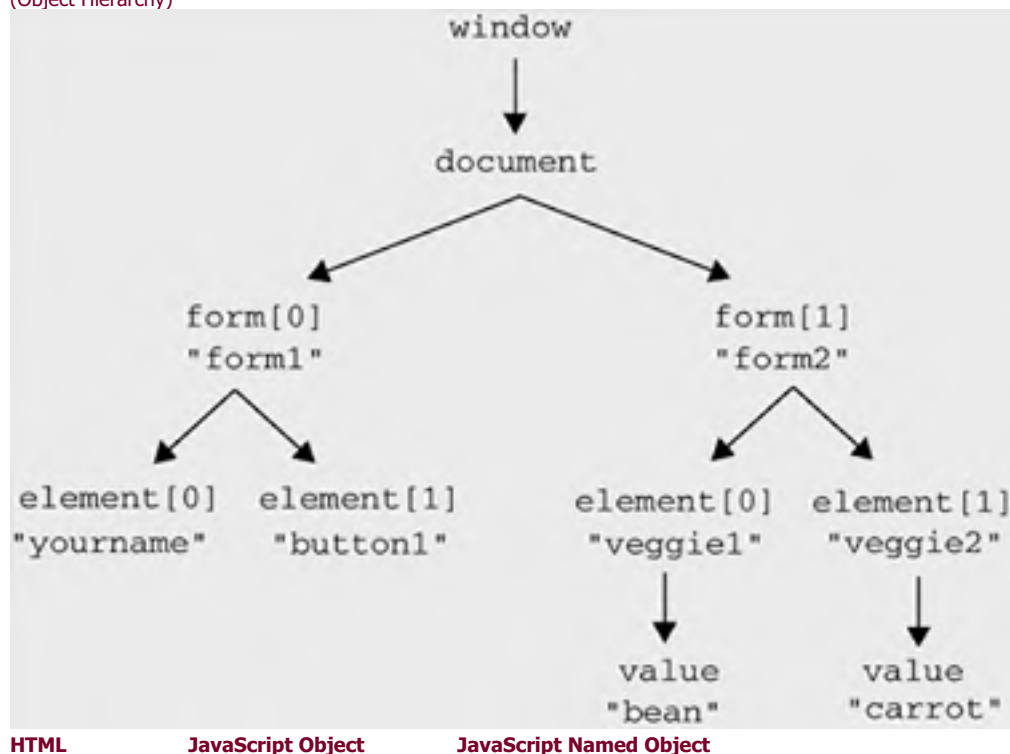 (Object Hierarchy)
window
document
form[0] form[1]
"form1" "form2"
element[0] element[1] element[0] element[1]
"yourname" "button1" "veggie1" "veggie2"
value value
"bean" "carrot"
HTML JavaScript Object JavaScript Named Object